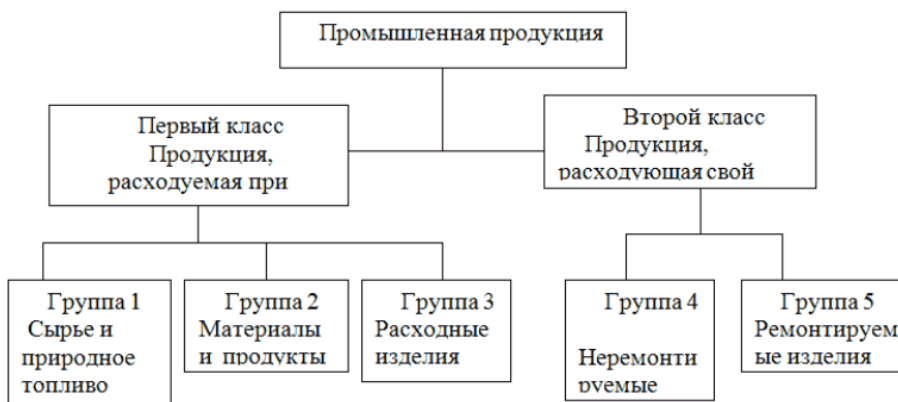 Промышленная продукция
Первый класс
Продукция,
расходуемая при
Второй класс
Продукция,
расходующая свой
Группа 1
Сырье и
природное
топливо
Группа 2
Материалы
и продукты
Группа 3
Расходные
изделия
Группа 4
Неремонти
руемые
Группа 5
Ремонтируем
ые изделия